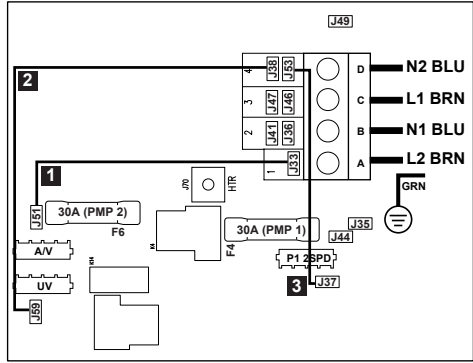 J49
2
4
J38
J53
D
N2 BLU
3
J47
J46
C
L1 BRN
2
J41
J36
B
N1 BLU
1
1
J33
A
L2 BRN
GRN
J70
HTR
J51
30A (PMP 2)
F6
K4
30A (PMP 1)
F4
J35
J44
A/V
P1 2SPD
UV
K14
3
J37
J59